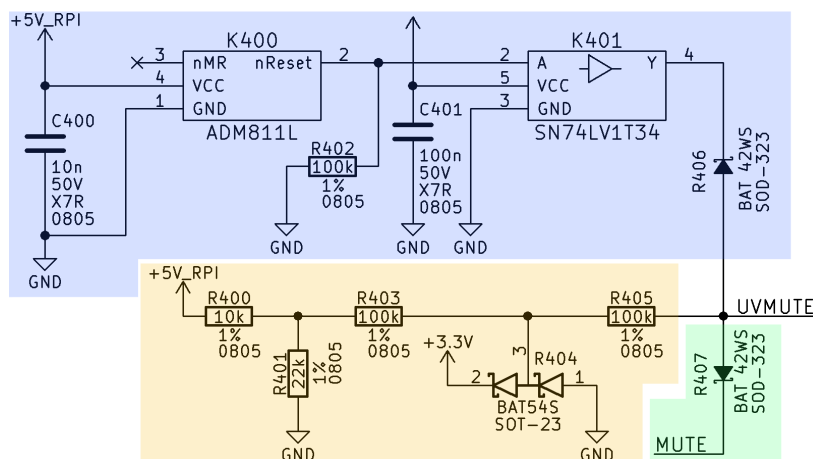 +5V_RPI
K400
3 nMR nReset 2
4 VCC
1 GND
ADM811L
C400
10n
50V
X7R
0805
GND
R402
100k
1%
0805
GND
C401
100n
50V
X7R
0805
GND
K401
2 A Y 4
5 VCC
3 GND
SN74LV1T34
GND
R406
BAT 42WS
SOD-323
+5V_RPI
R400
10k
1%
0805
R401
22k
1%
0805
GND
R403
100k
1%
0805
+3.3V
3
R404
2 1
BAT54S
SOT-23
GND
R405
100k
1%
0805
UVMUTE
R407
BAT 42WS
SOD-323
MUTE